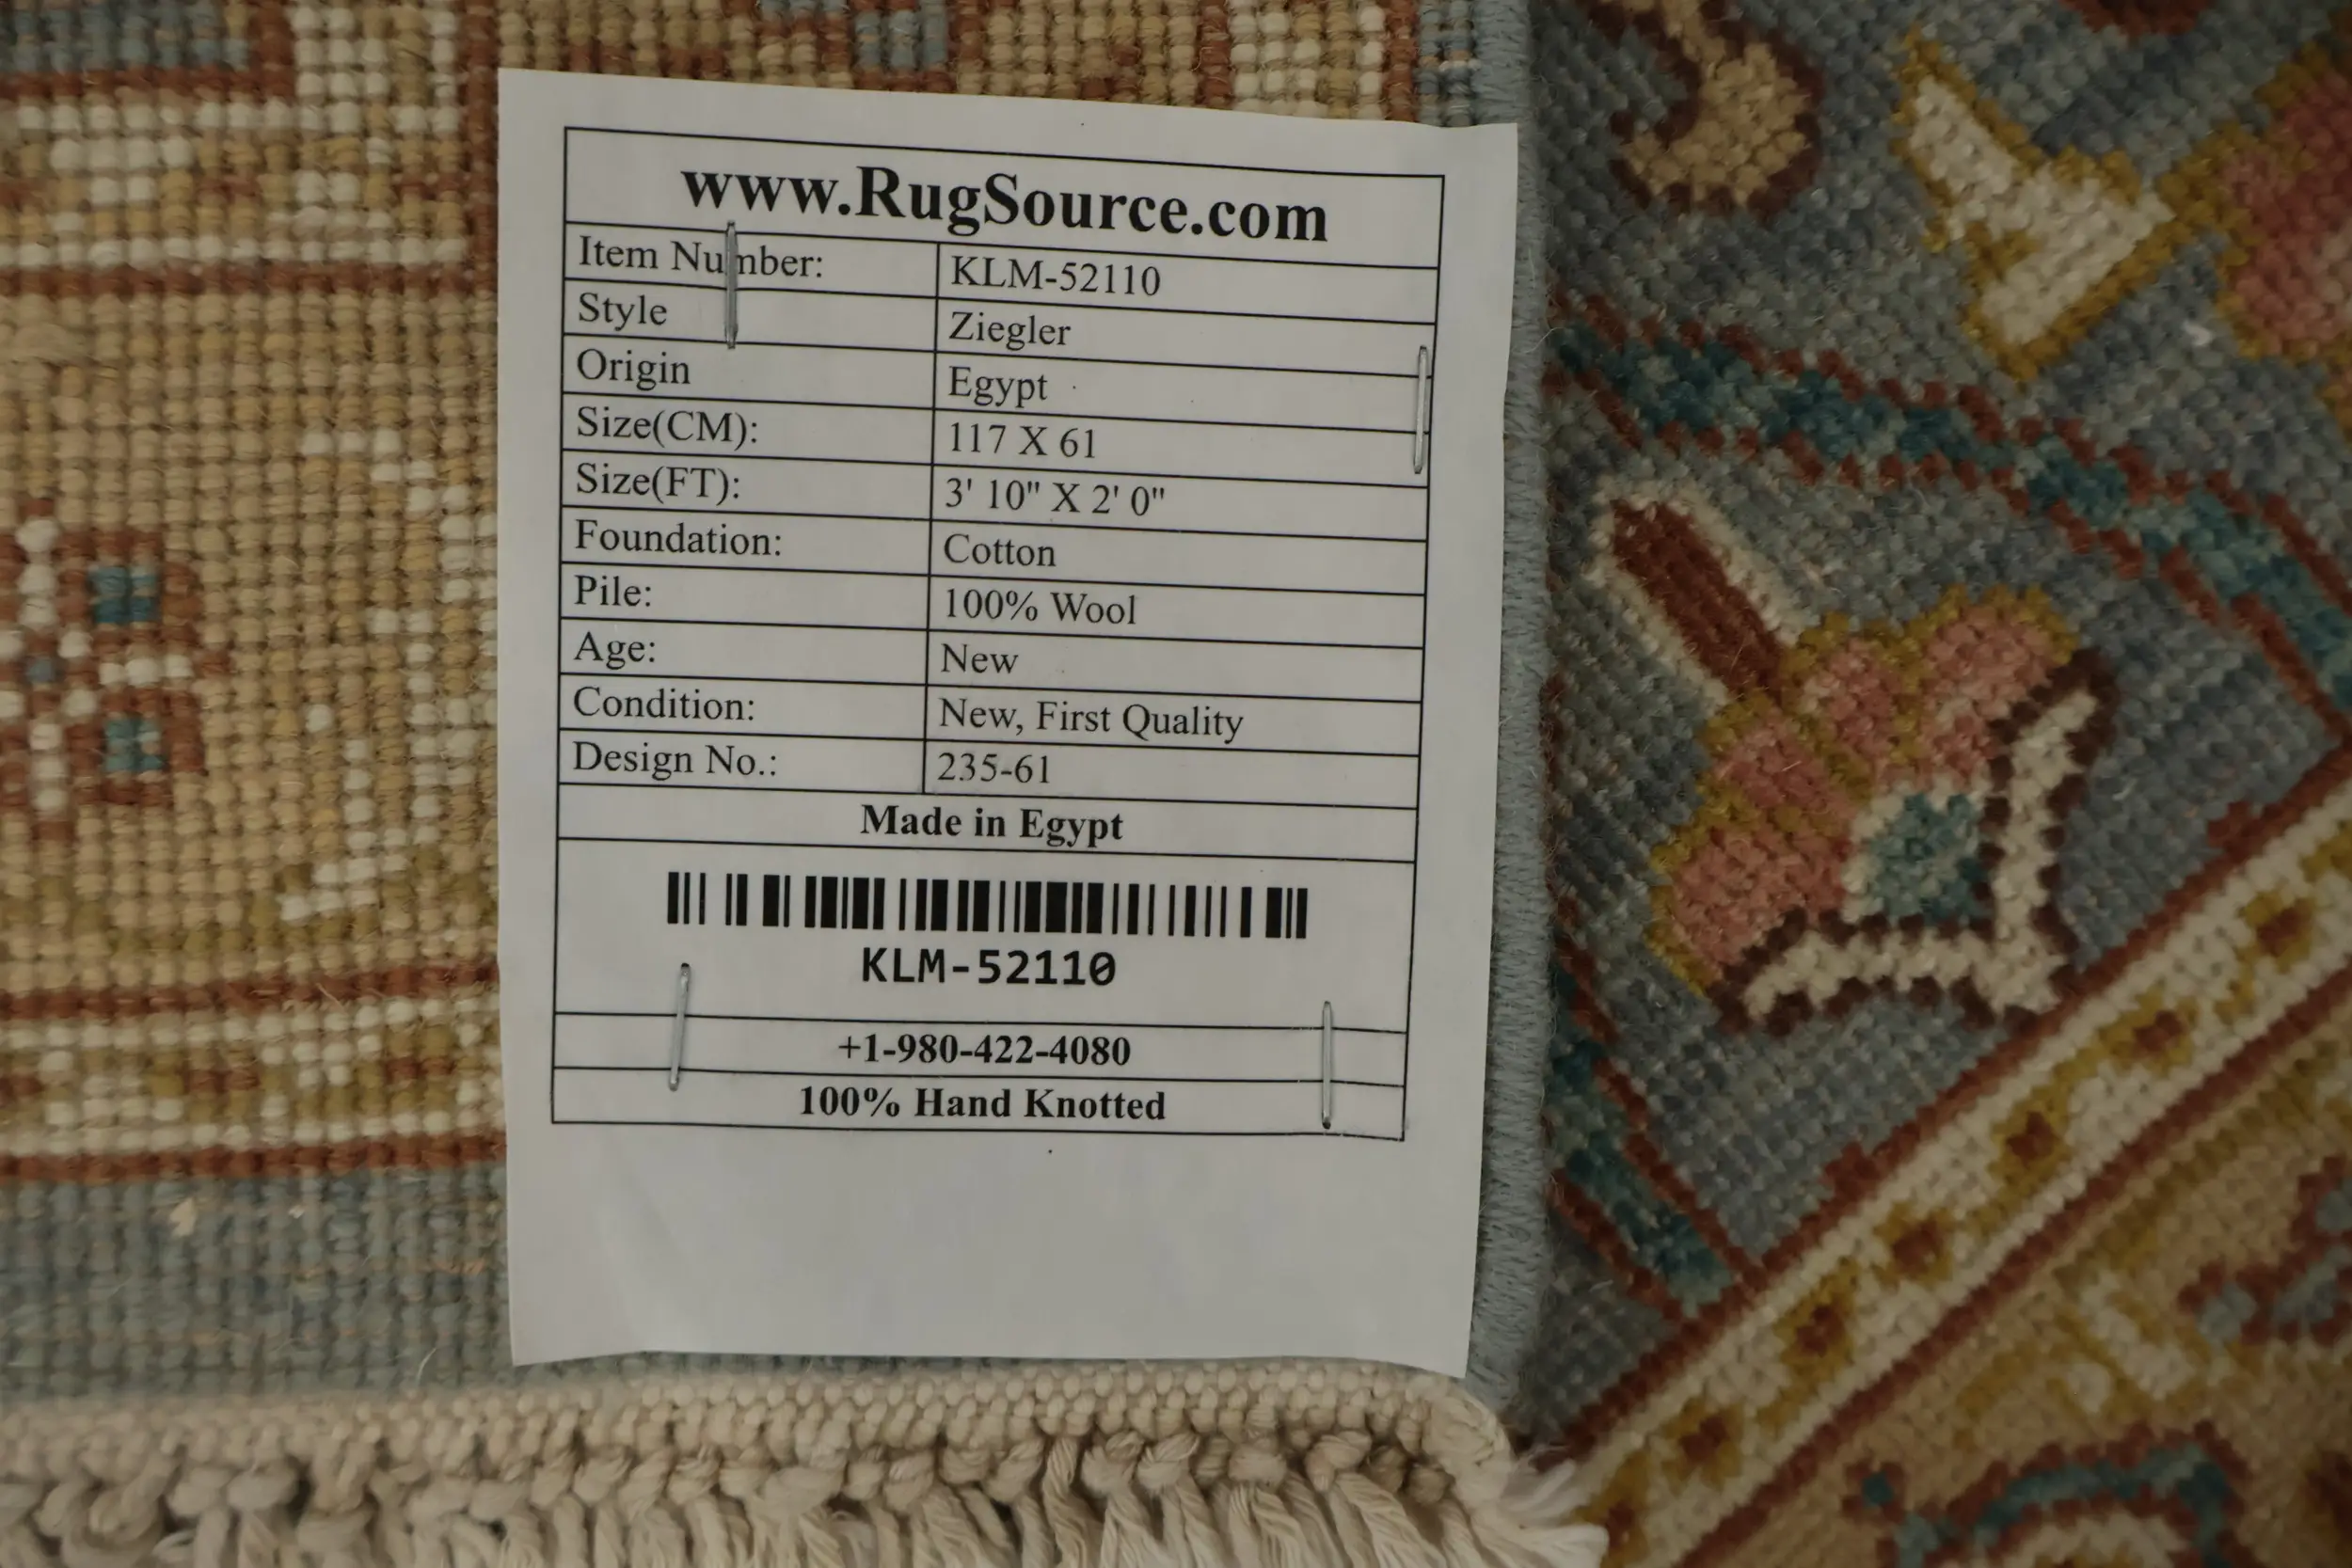 www.RugSource.com
Item Number: KLM-52110
Style Ziegler
Origin Egypt
Size(CM): 117 X 61
Size(FT): 3' 10" X 2' 0"
Foundation: Cotton
Pile: 100% Wool
Age: New
Condition: New, First Quality
Design No.: 235-61
Made in Egypt
KLM-52110
+1-980-422-4080
100% Hand Knotted